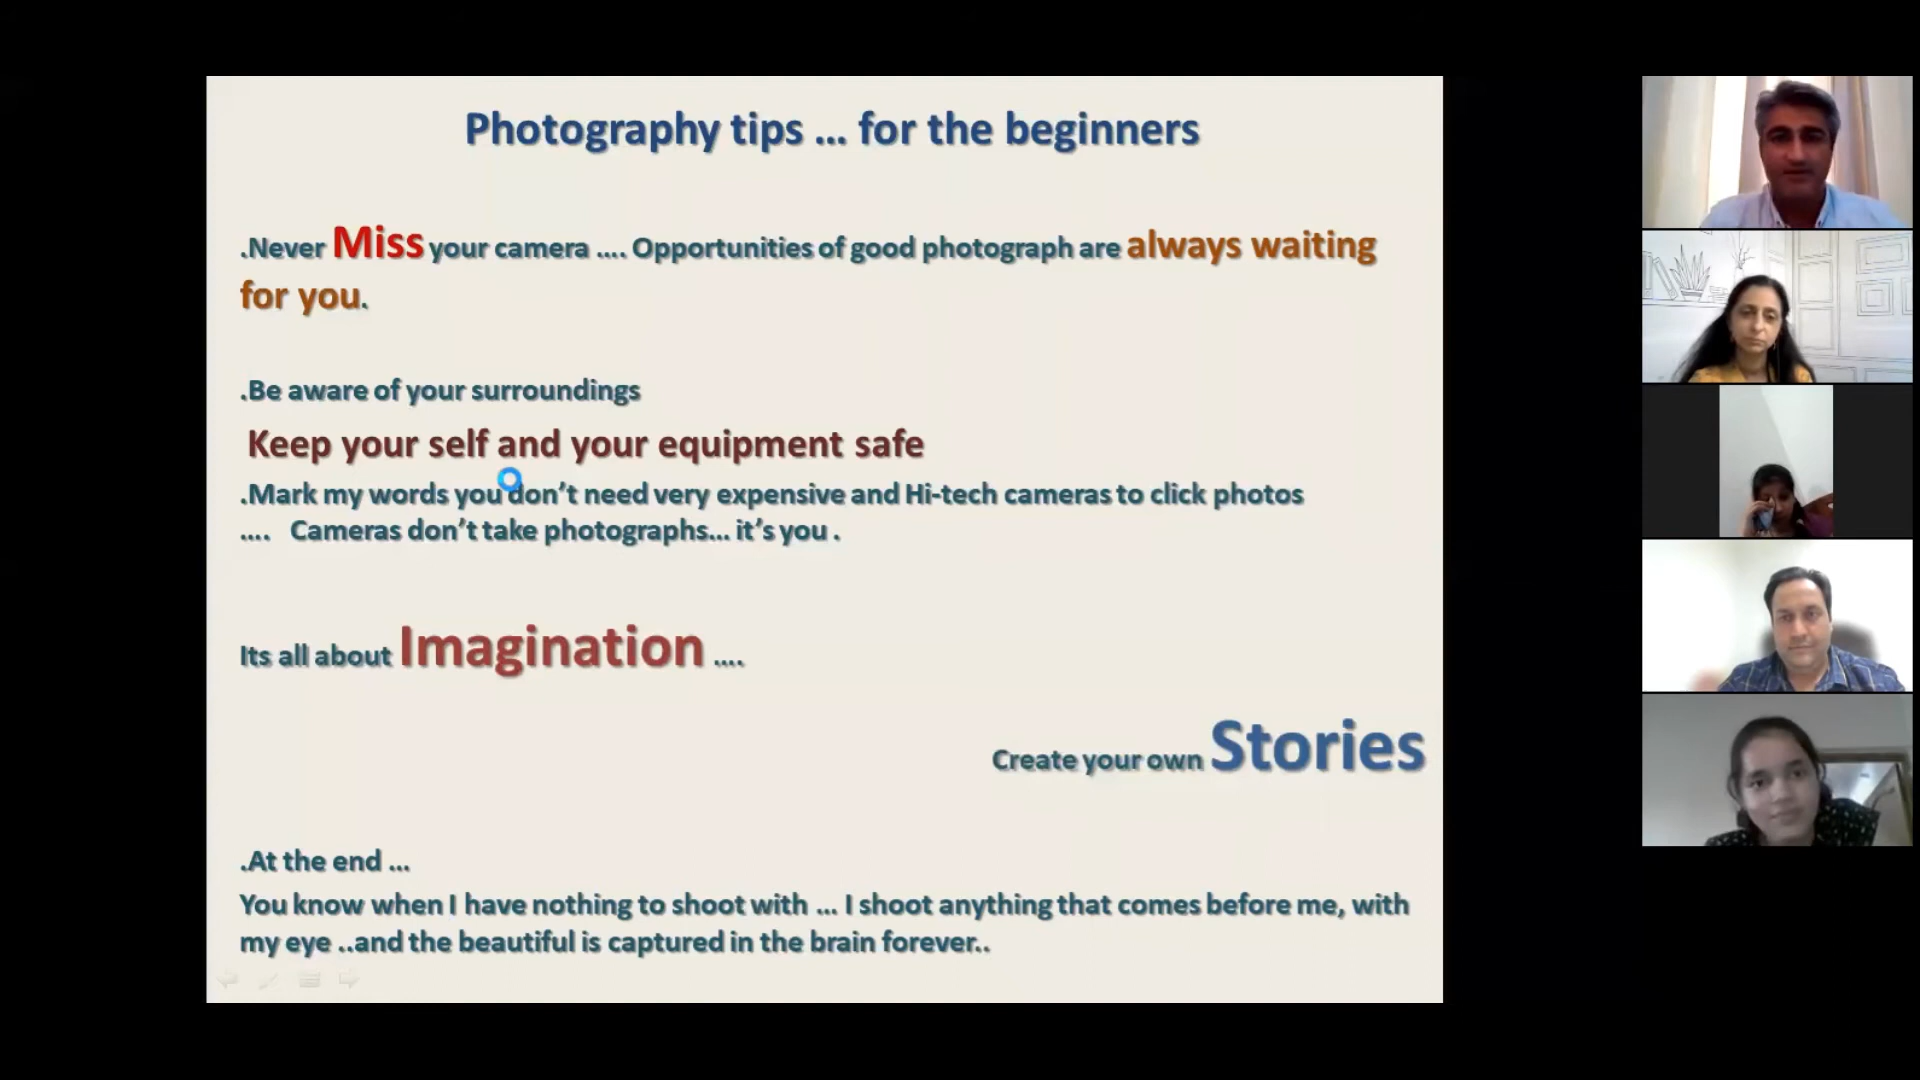 Photography tips ... for the beginners
.Never Miss your camera .... Opportunities of good photograph are always waiting
for you.
.Be aware of your surroundings
Keep your self and your equipment safe
.Mark my words you don't need very expensive and Hi-tech cameras to click photos
.... Cameras don't take photographs... it's you .
Its all about Imagination ....
Create your own Stories
.At the end ...
You know when I have nothing to shoot with ... I shoot anything that comes before me, with
my eye ..and the beautiful is captured in the brain forever..